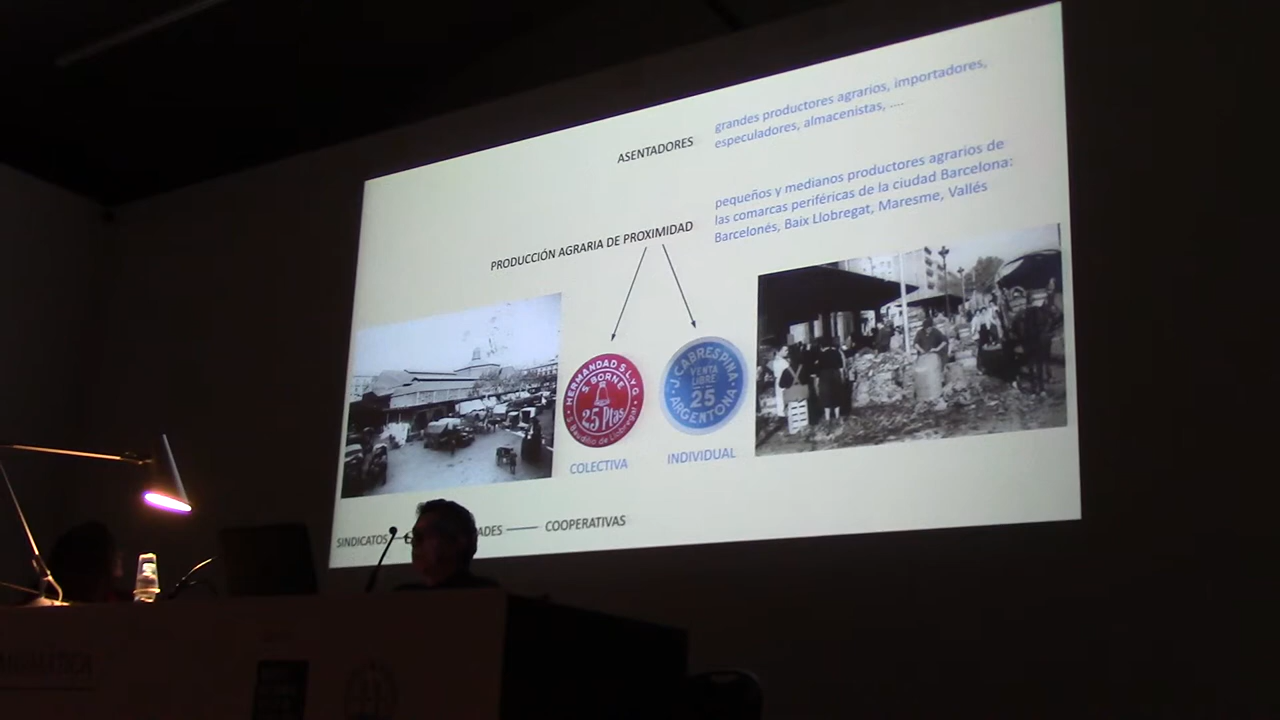 ASENTADORES
grandes productores agrarios, importadores,
especuladores, almacenistas, ....
PRODUCCIÓN AGRARIA DE PROXIMIDAD
pequeños y medianos productores agrarios de
las comarcas periféricas de la ciudad Barcelona:
Barcelonés, Baix Llobregat, Maresme, Vallés
HERMANDAD S.L.Y G.
S. BORNE
25 Ptas
S. Baudilio de Llobregat
COLECTIVA
J. CABRESPINA
VENTA
LIBRE
25
ARGENTONA
INDIVIDUAL
SINDICATOS
ADES COOPERATIVAS